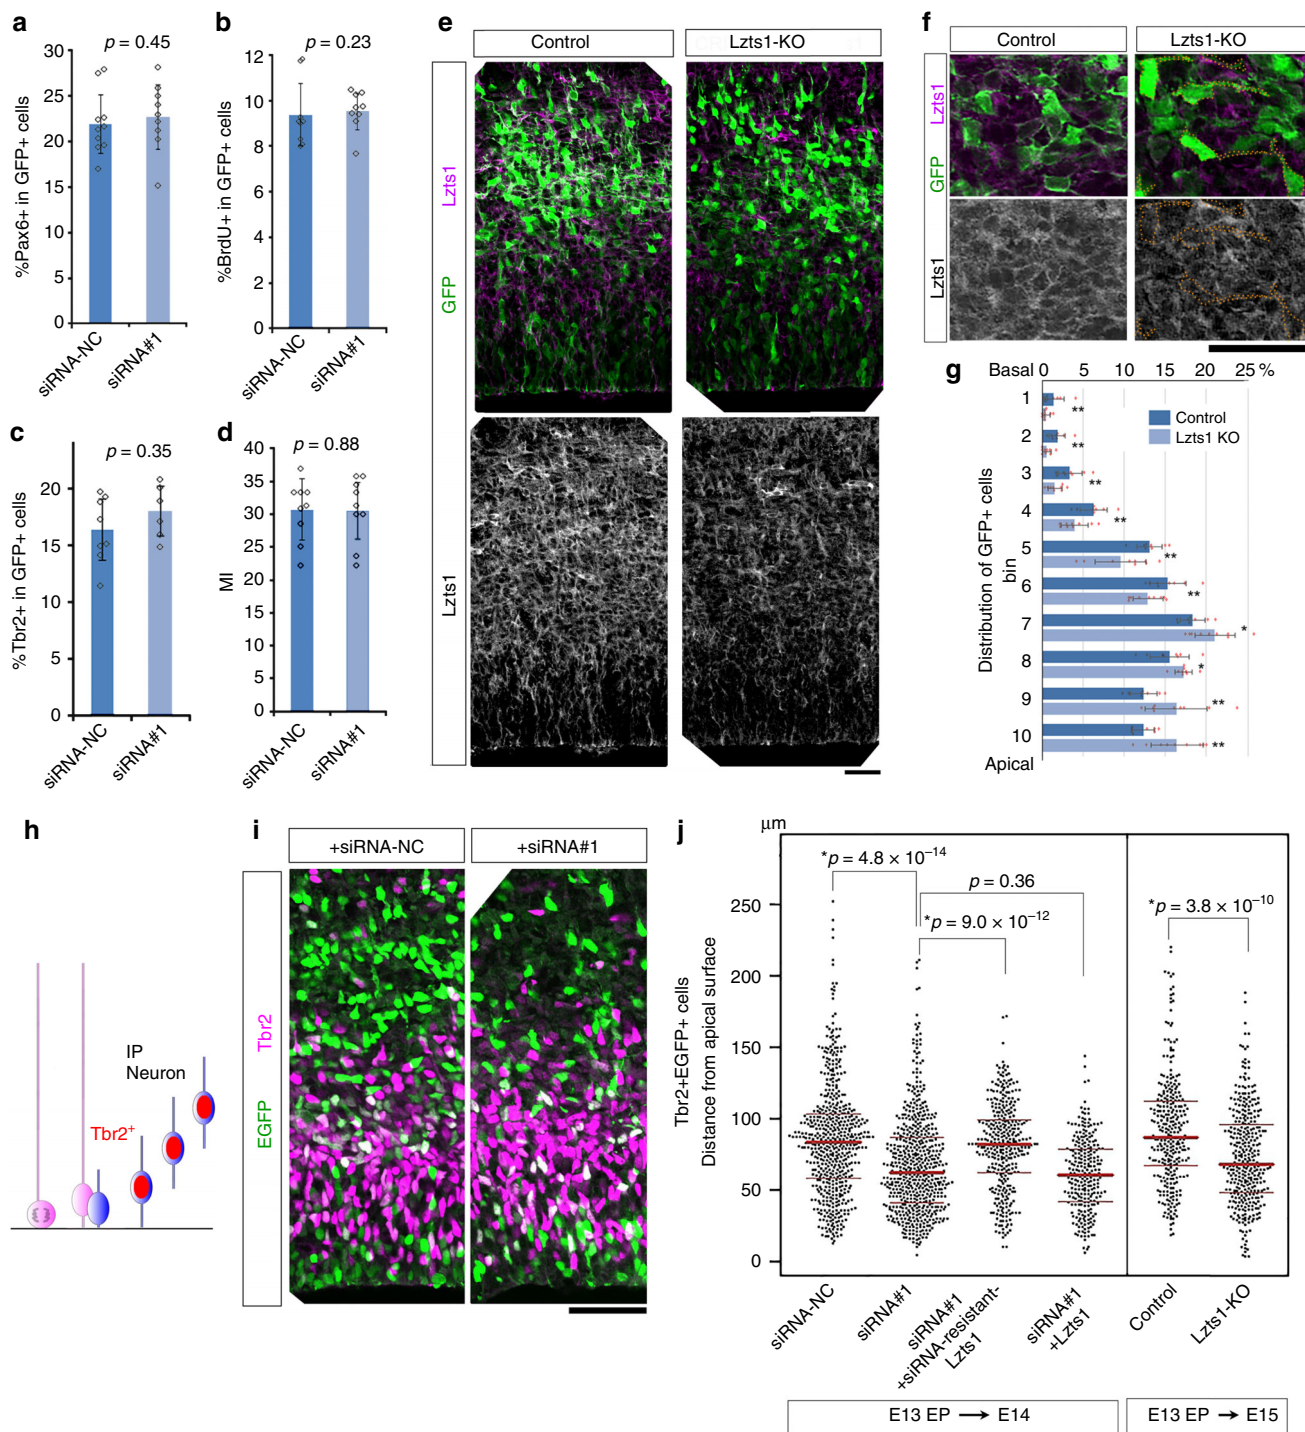 a
p = 0.45
%Pax6+ in GFP+ cells
30
25
20
15
10
5
0
siRNA-NC
siRNA#1
b
p = 0.23
%BrdU+ in GFP+ cells
12
10
8
6
4
2
0
siRNA-NC
siRNA#1
c
p = 0.35
%Tbr2+ in GFP+ cells
20
15
10
5
0
siRNA-NC
siRNA#1
d
p = 0.88
MI
40
35
30
25
20
15
10
5
0
siRNA-NC
siRNA#1
e
Control
Lzts1-KO
GFP Lzts1
Lzts1
f
Control
Lzts1-KO
GFP Lzts1
Lzts1
g
Basal 0 5 10 15 20 25 %
Distribution of GFP+ cells
bin
1
**
2
**
3
**
4
**
5
**
6
**
7
*
8
*
9
**
10
**
Apical
Control
Lzts1 KO
h
IP
Neuron
Tbr2+
i
+siRNA-NC
+siRNA#1
EGFP Tbr2
j
μm
Tbr2+EGFP+ cells
Distance from apical surface
250
200
150
100
50
0
*p = 4.8 × 10−14
p = 0.36
*p = 9.0 × 10−12
*p = 3.8 × 10−10
siRNA-NC
siRNA#1
siRNA#1
+siRNA-resistant-
Lzts1
siRNA#1
+Lzts1
Control
Lzts1-KO
E13 EP → E14
E13 EP → E15